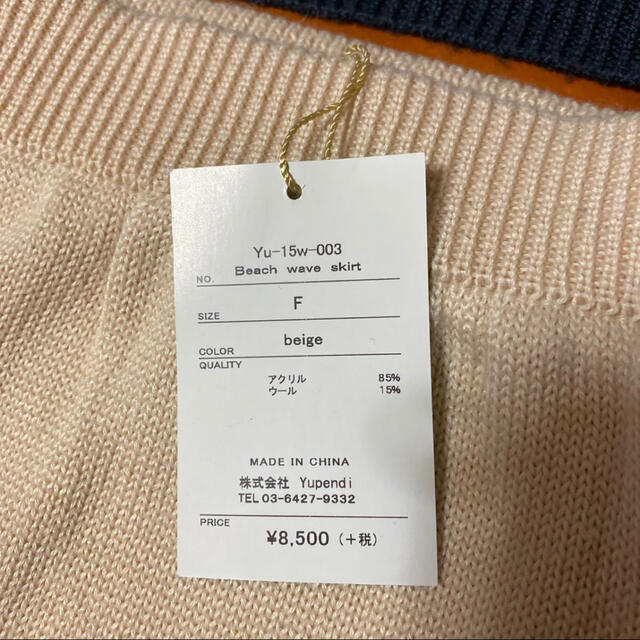 Yu-15w-003
NO. Beach wave skirt
SIZE F
COLOR beige
QUALITY
アクリル 85%
ウール 15%
MADE IN CHINA
株式会社 Yupendi
TEL 03-6427-9332
PRICE ¥8,500 (+税)